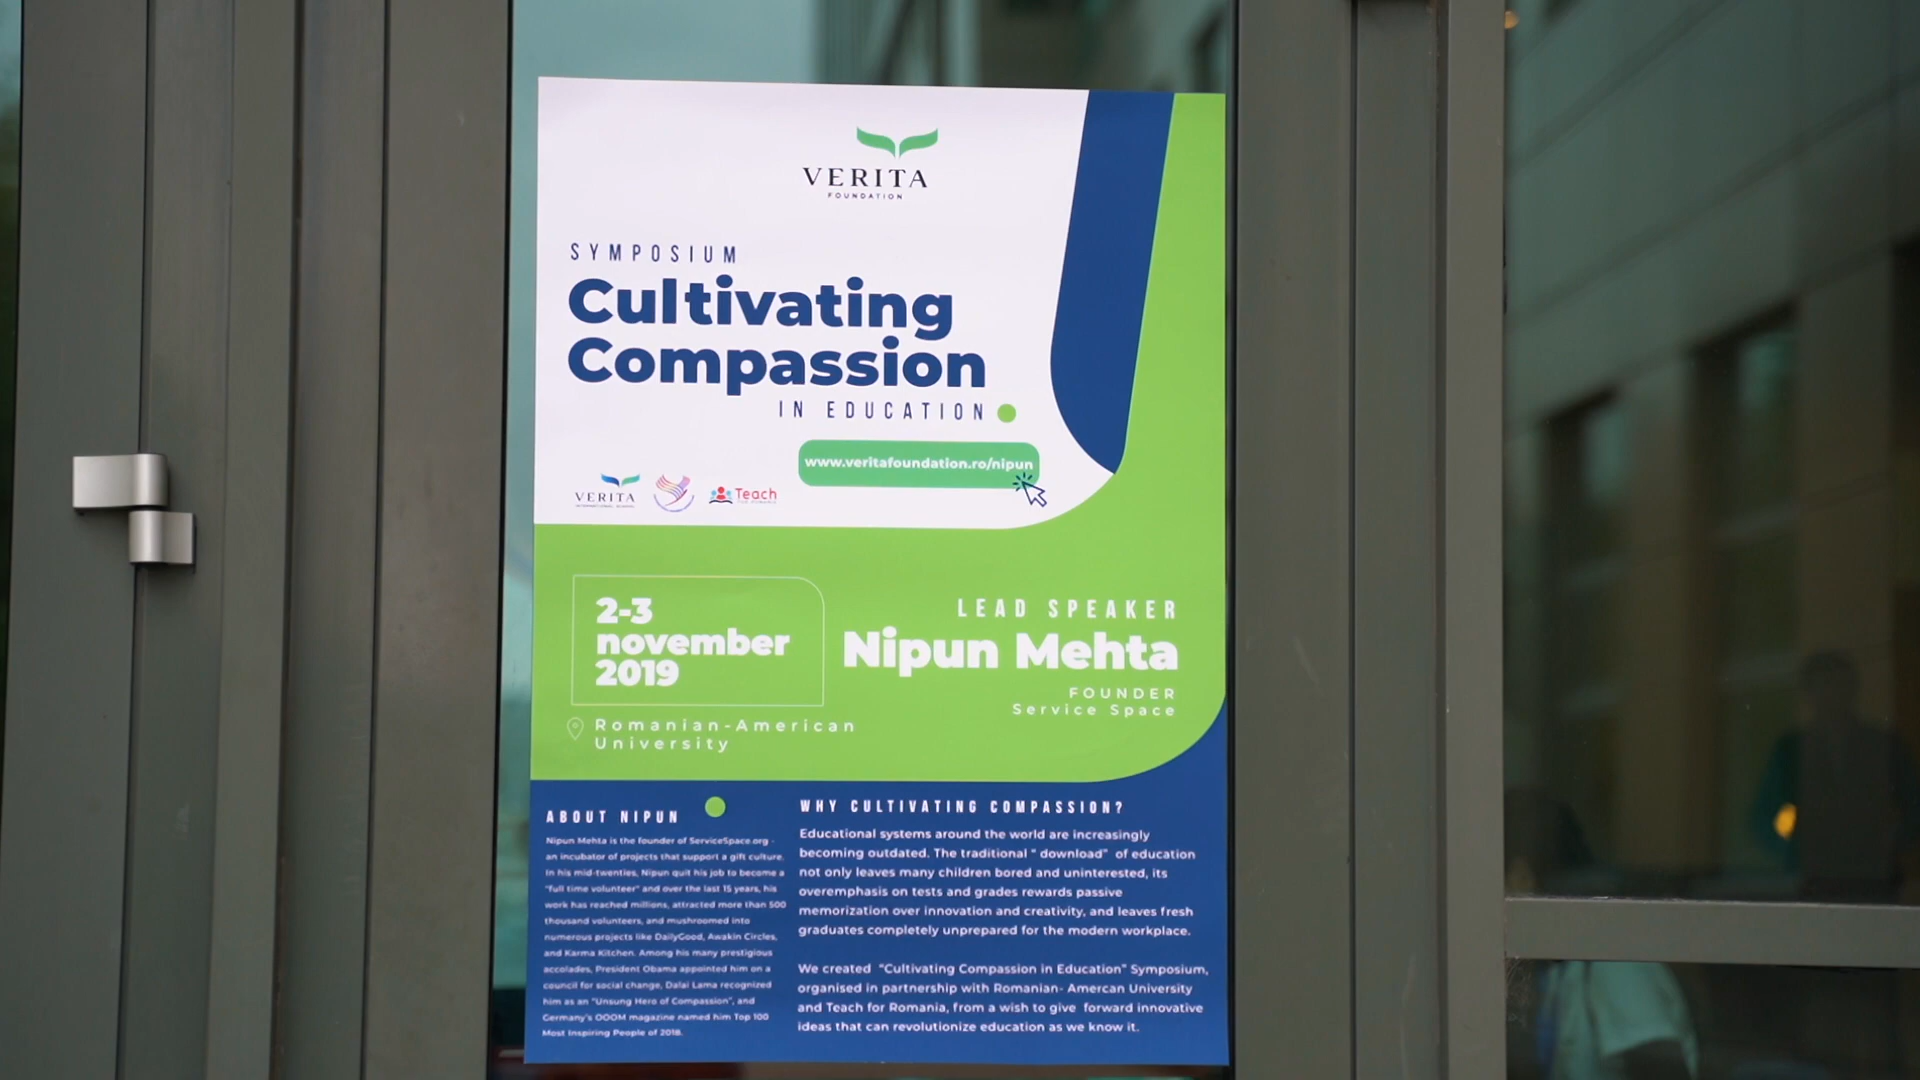 VERITA
FOUNDATION
SYMPOSIUM
Cultivating
Compassion
IN EDUCATION
www.veritafoundation.ro/nipun
VERITA
Teach
2-3
november
2019
Romanian-American
University
LEAD SPEAKER
Nipun Mehta
FOUNDER
Service Space
ABOUT NIPUN
Nipun Mehta is the founder of ServiceSpace.org -
an incubator of projects that support a gift culture.
In his mid-twenties, Nipun quit his job to become a
"full time volunteer" and over the last 15 years, his
work has reached millions, attracted more than 500
thousand volunteers, and mushroomed into
numerous projects like DailyGood, Awakin Circles,
and Karma Kitchen. Among his many prestigious
accolades, President Obama appointed him on a
council for social change, Dalai Lama recognized
him as an "Unsung Hero of Compassion", and
Germany's OOOM magazine named him Top 100
Most Inspiring People of 2018.
WHY CULTIVATING COMPASSION?
Educational systems around the world are increasingly
becoming outdated. The traditional " download" of education
not only leaves many children bored and uninterested, its
overemphasis on tests and grades rewards passive
memorization over innovation and creativity, and leaves fresh
graduates completely unprepared for the modern workplace.
We created "Cultivating Compassion in Education" Symposium,
organised in partnership with Romanian- Amercan University
and Teach for Romania, from a wish to give forward innovative
ideas that can revolutionize education as we know it.